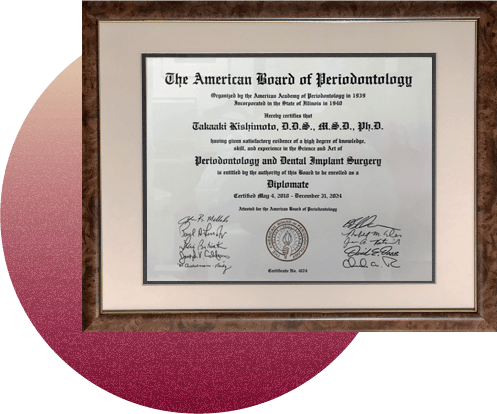 The American Board of Periodontology
Organized by the American Academy of Periodontology in 1939
Incorporated in the State of Illinois in 1940
Hereby certifies that
Takaaki Kishimoto, D.D.S., M.S.D., Ph.D.
having given satisfactory evidence of a high degree of knowledge,
skill, and experience in the Science and Art of
Periodontology and Dental Implant Surgery
is entitled by the authority of this Board to be enrolled as a
Diplomate
Certified May 4, 2018 - December 31, 2024
Attested for the American Board of Periodontology
Certificate No.